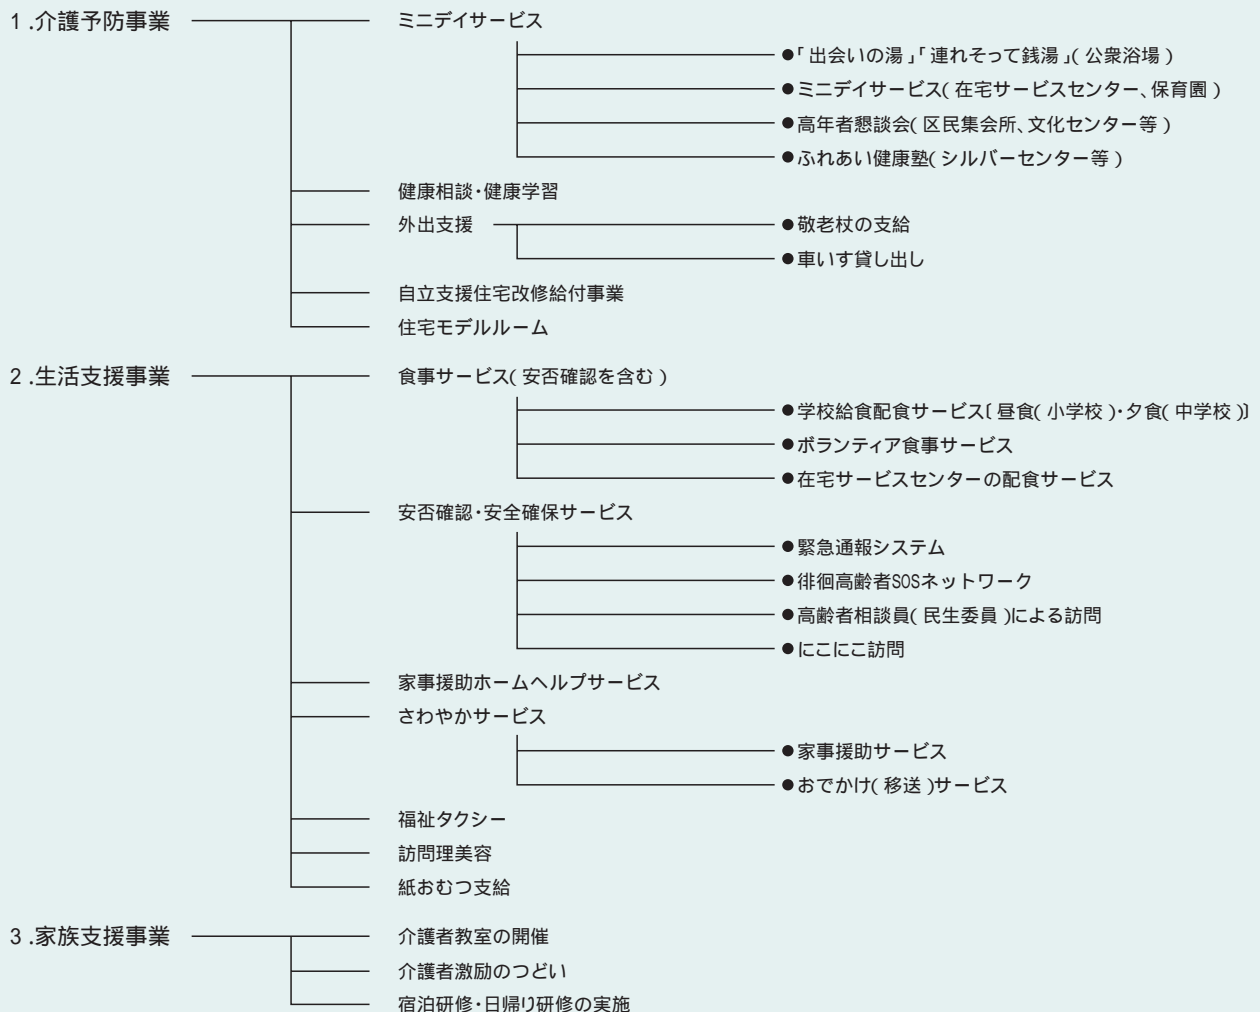 1.介護予防事業 ミニデイサービス
●「出会いの湯」「連れそって銭湯」(公衆浴場)
●ミニデイサービス(在宅サービスセンター、保育園)
●高年者懇談会(区民集会所、文化センター等)
●ふれあい健康塾(シルバーセンター等)
健康相談・健康学習
外出支援 ●敬老杖の支給
●車いす貸し出し
自立支援住宅改修給付事業
住宅モデルルーム
2.生活支援事業 食事サービス(安否確認を含む)
●学校給食配食サービス〔昼食(小学校)・夕食(中学校)〕
●ボランティア食事サービス
●在宅サービスセンターの配食サービス
安否確認・安全確保サービス
●緊急通報システム
●徘徊高齢者SOSネットワーク
●高齢者相談員(民生委員)による訪問
●にこにこ訪問
家事援助ホームヘルプサービス
さわやかサービス
●家事援助サービス
●おでかけ(移送)サービス
福祉タクシー
訪問理美容
紙おむつ支給
3.家族支援事業 介護者教室の開催
介護者激励のつどい
宿泊研修・日帰り研修の実施